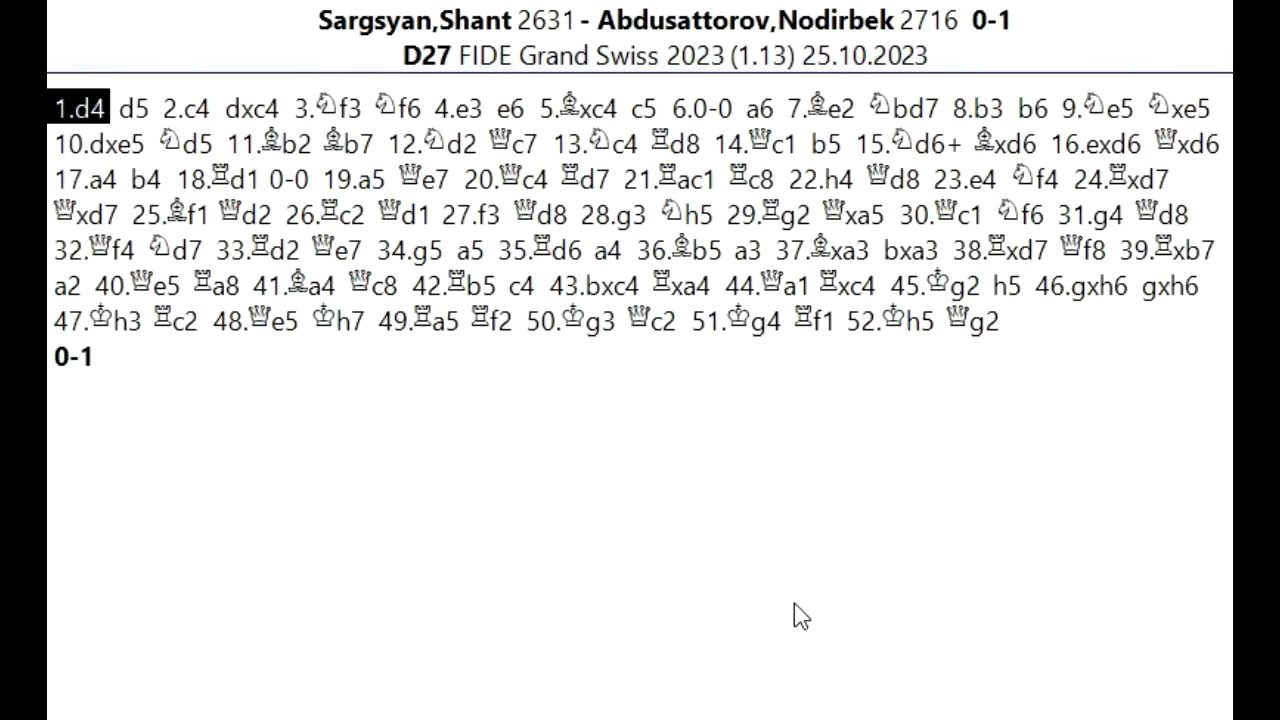 Sargsyan,Shant 2631 - Abdusattorov,Nodirbek 2716 0-1
D27 FIDE Grand Swiss 2023 (1.13) 25.10.2023
1.d4 d5 2.c4 dxc4 3.♘f3 ♘f6 4.e3 e6 5.♗xc4 c5 6.0-0 a6 7.♗e2 ♘bd7 8.b3 b6 9.♘e5 ♘xe5
10.dxe5 ♘d5 11.♗b2 ♗b7 12.♘d2 ♕c7 13.♘c4 ♖d8 14.♕c1 b5 15.♘d6+ ♗xd6 16.exd6 ♕xd6
17.a4 b4 18.♖d1 0-0 19.a5 ♕e7 20.♕c4 ♖d7 21.♖ac1 ♖c8 22.h4 ♕d8 23.e4 ♘f4 24.♖xd7
♕xd7 25.♗f1 ♕d2 26.♖c2 ♕d1 27.f3 ♕d8 28.g3 ♘h5 29.♖g2 ♕xa5 30.♕c1 ♘f6 31.g4 ♕d8
32.♕f4 ♘d7 33.♖d2 ♕e7 34.g5 a5 35.♖d6 a4 36.♗b5 a3 37.♗xa3 bxa3 38.♖xd7 ♕f8 39.♖xb7
a2 40.♕e5 ♖a8 41.♗a4 ♕c8 42.♖b5 c4 43.bxc4 ♖xa4 44.♕a1 ♖xc4 45.♔g2 h5 46.gxh6 gxh6
47.♔h3 ♖c2 48.♕e5 ♔h7 49.♖a5 ♖f2 50.♔g3 ♕c2 51.♔g4 ♖f1 52.♔h5 ♕g2
0-1